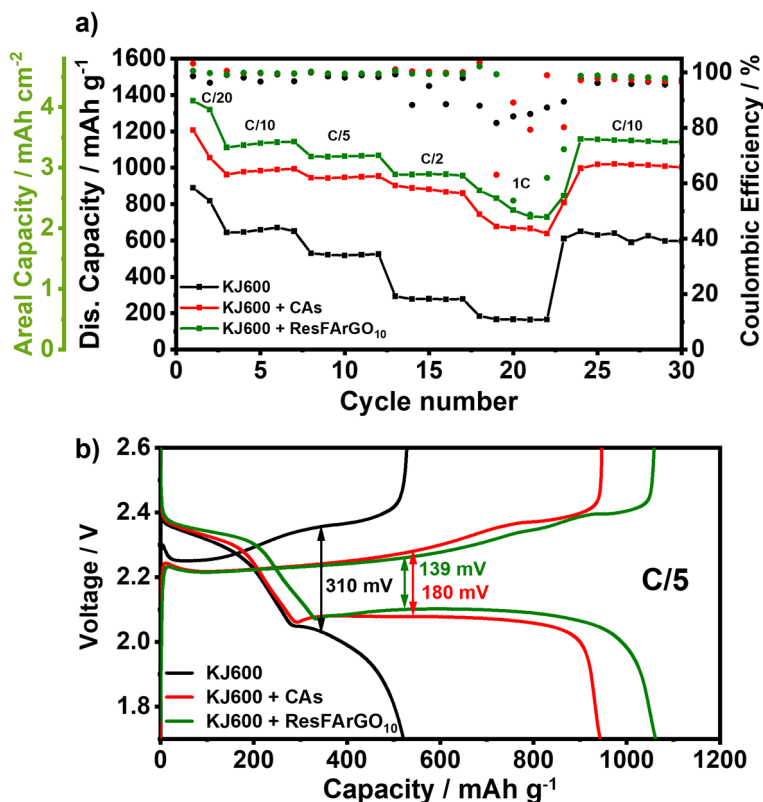 a)
Areal Capacity / mAh cm⁻²
4
3
2
1
0
Dis. Capacity / mAh g⁻¹
1600
1400
1200
1000
800
600
400
200
0
C/20
C/10
C/5
C/2
1C
C/10
KJ600
KJ600 + CAs
KJ600 + ResFArGO₁₀
100
80
60
40
20
0
Coulombic Efficiency / %
0 5 10 15 20 25 30
Cycle number
b)
Voltage / V
2.6
2.4
2.2
2.0
1.8
310 mV
139 mV
180 mV
C/5
KJ600
KJ600 + CAs
KJ600 + ResFArGO₁₀
0 200 400 600 800 1000 1200
Capacity / mAh g⁻¹